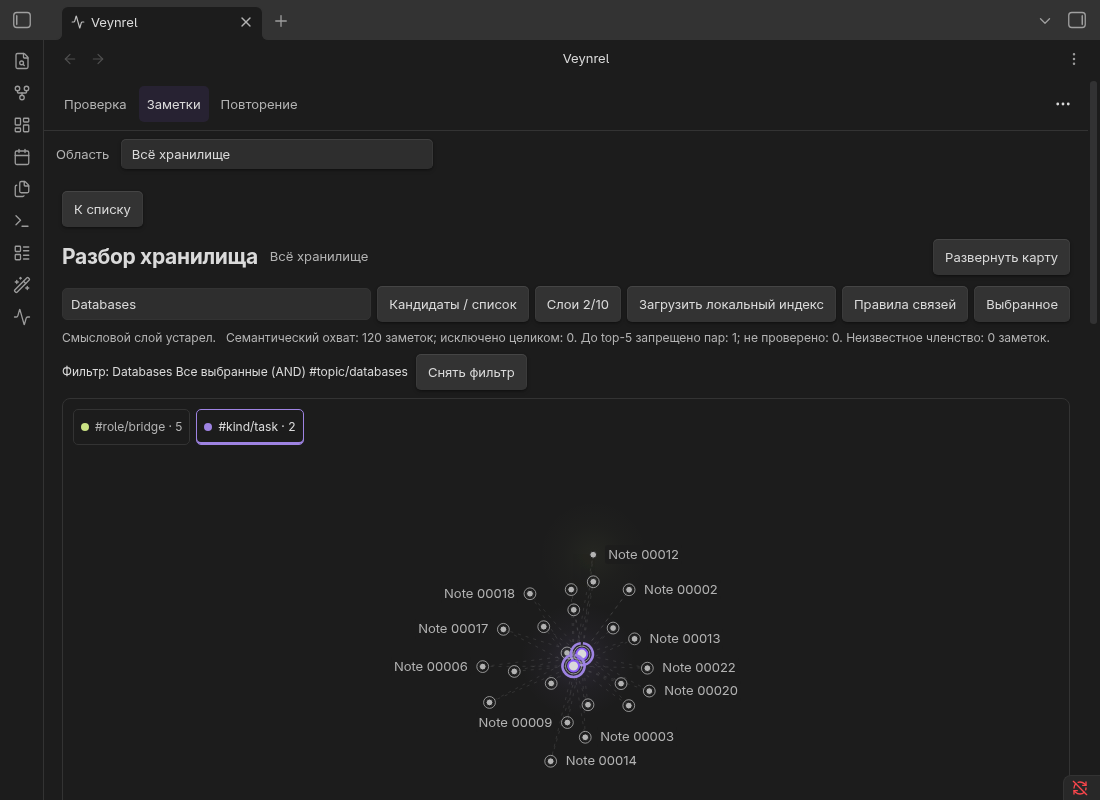 Veynrel
Veynrel
Проверка Заметки Повторение
Область Всё хранилище
К списку
Разбор хранилища Всё хранилище Развернуть карту
Databases Кандидаты / список Слои 2/10 Загрузить локальный индекс Правила связей Выбранное
Смысловой слой устарел. Семантический охват: 120 заметок; исключено целиком: 0. До top-5 запрещено пар: 1; не проверено: 0. Неизвестное членство: 0 заметок.
Фильтр: Databases Все выбранные (AND) #topic/databases Снять фильтр
#role/bridge · 5 #kind/task · 2
Note 00012
Note 00018 Note 00002
Note 00017
Note 00013
Note 00006 Note 00022
Note 00020
Note 00009
Note 00003
Note 00014